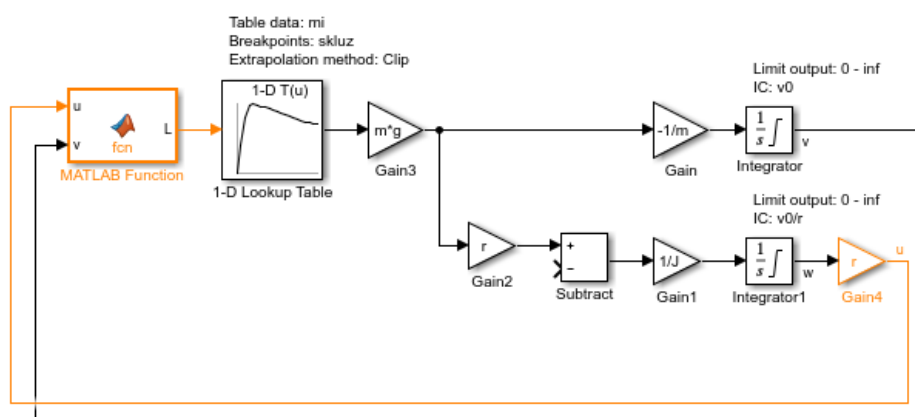 Table data: mi
Breakpoints: skluz
Extrapolation method: Clip
Limit output: 0 - inf
IC: v0
1-D T(u)
u
v
L
fcn
MATLAB Function
1-D Lookup Table
m*g
Gain3
-1/m
Gain
1
s
v
Integrator
Limit output: 0 - inf
IC: v0/r
r
Gain2
+
−
Subtract
1/J
Gain1
1
s
w
Integrator1
r
u
Gain4